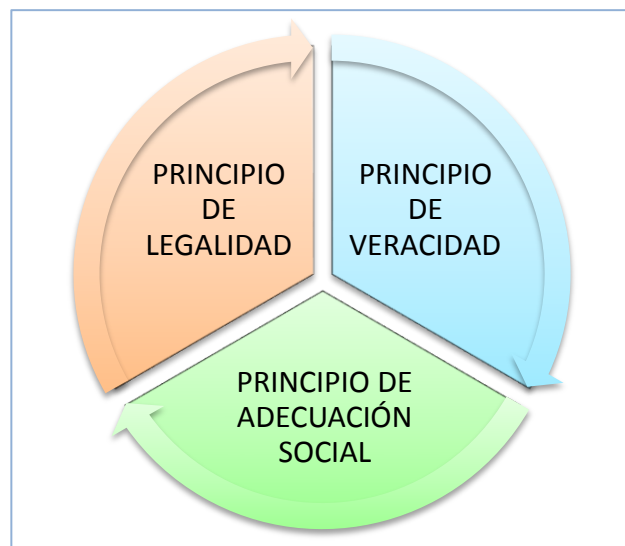 PRINCIPIO
DE
LEGALIDAD
PRINCIPIO
DE
VERACIDAD
PRINCIPIO DE
ADECUACIÓN
SOCIAL